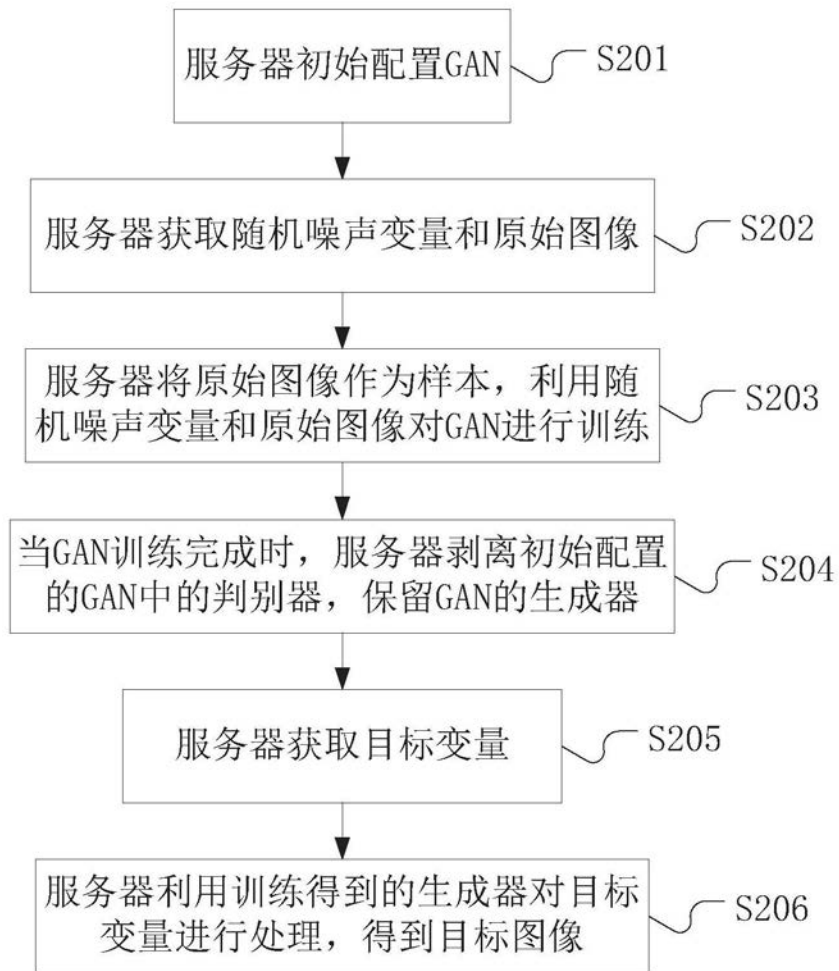 服务器初始配置GAN
S201
服务器获取随机噪声变量和原始图像
S202
服务器将原始图像作为样本，利用随
机噪声变量和原始图像对GAN进行训练
S203
当GAN训练完成时，服务器剥离初始配置
的GAN中的判别器，保留GAN的生成器
S204
服务器获取目标变量
S205
服务器利用训练得到的生成器对目标
变量进行处理，得到目标图像
S206